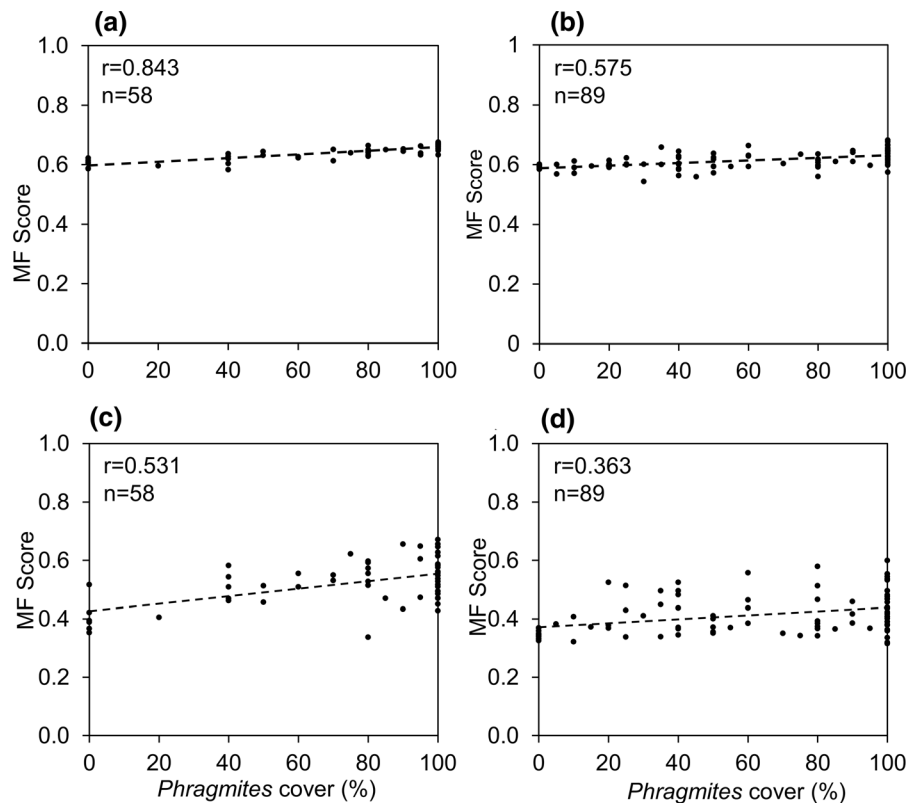 (a)
r=0.843
n=58
1.0
0.8
0.6
0.4
0.2
0.0
MF Score
0 20 40 60 80 100
(b)
r=0.575
n=89
1
0.8
0.6
0.4
0.2
0
MF Score
0 20 40 60 80 100
(c)
r=0.531
n=58
1.0
0.8
0.6
0.4
0.2
0.0
MF Score
0 20 40 60 80 100
Phragmites cover (%)
(d)
r=0.363
n=89
1.0
0.8
0.6
0.4
0.2
0.0
MF Score
0 20 40 60 80 100
Phragmites cover (%)